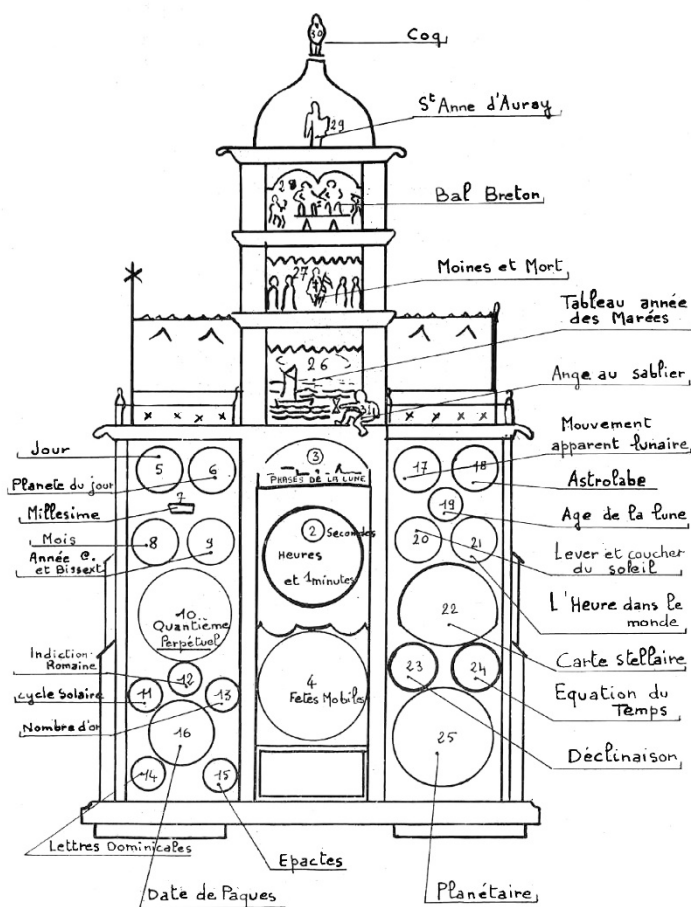 30
Coq
St Anne d'Auray
29
28
Bal Breton
27
Moines et Mort
Tableau année
des Marées
26
Ange au sablier
Jour
5
6
Planete du jour
7
Millesime
Mois
8
9
Année C.
et Bissext
10
Quantième
Perpétuel
Indiction
Romaine
12
cycle Solaire
11
13
Nombre d'or
16
14
15
Lettres Dominicales
Epactes
Date de Pâques
3
PHASES DE LA LUNE
2 Secondes
Heures
et 1 minutes
4
Fetes Mobiles
Mouvement
apparent lunaire
17
18
Astrolabe
19
Age de la lune
20
21
Lever et coucher
du soleil
L'Heure dans le
monde
22
Carte stellaire
23
24
Equation du
Temps
Déclinaison
25
Planétaire